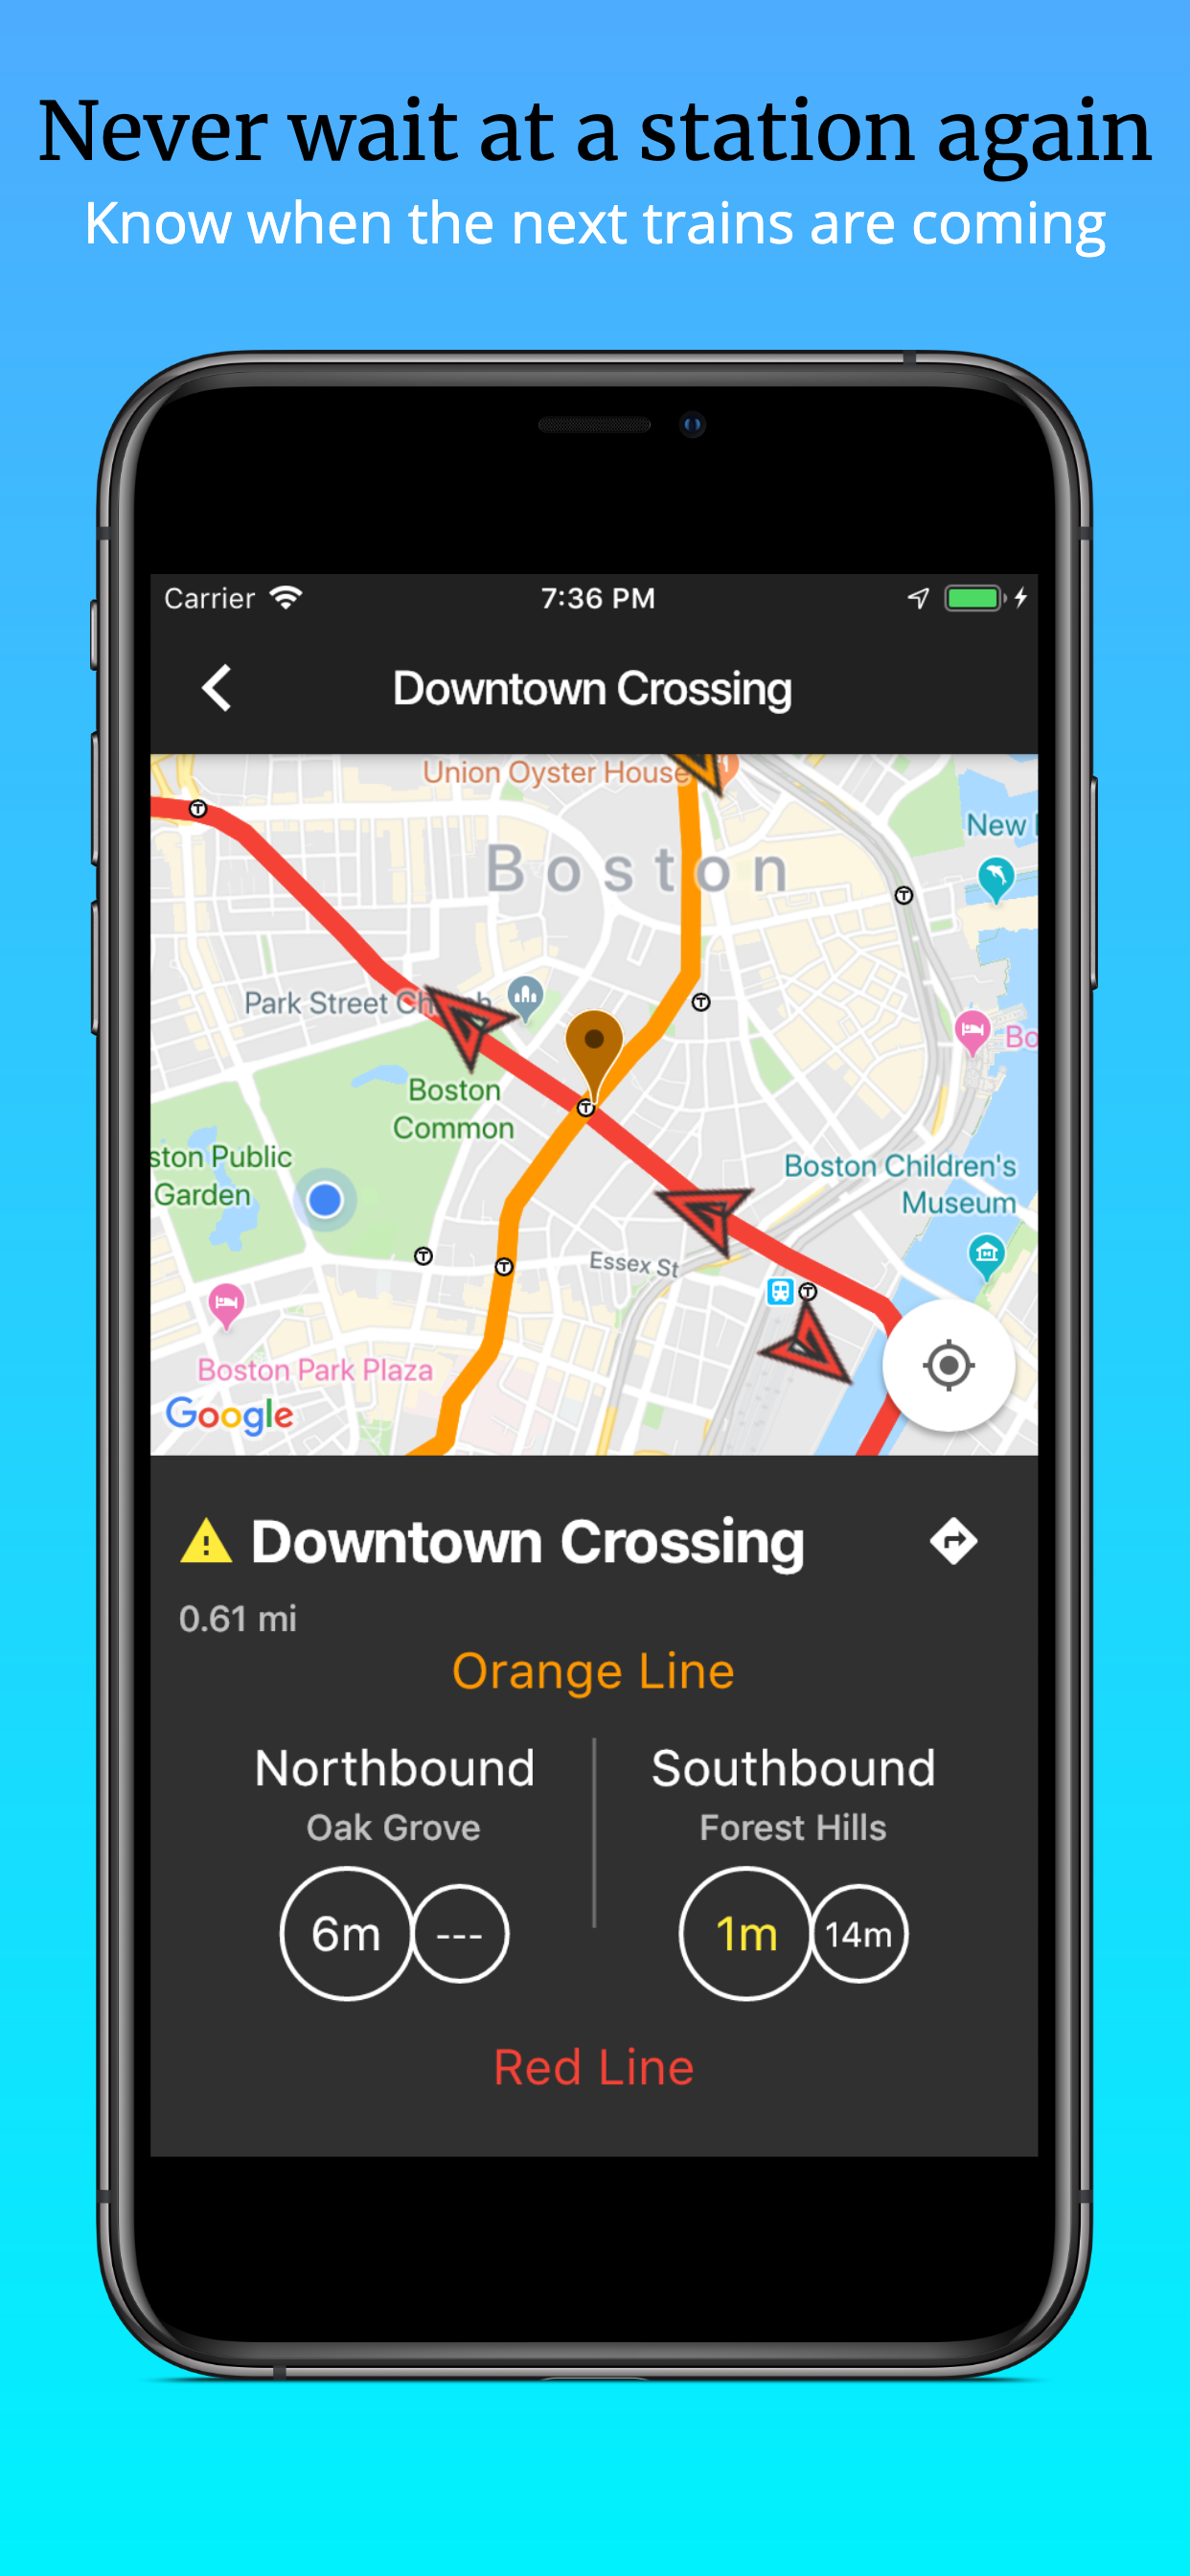 Never wait at a station again
Know when the next trains are coming
Carrier
7:36 PM
Downtown Crossing
Union Oyster House
Boston
New
Park Street Church
Bo
Boston
Common
ston Public
Garden
Boston Children's
Museum
Essex St
Boston Park Plaza
Google
Downtown Crossing
0.61 mi
Orange Line
Northbound
Southbound
Oak Grove
Forest Hills
6m
---
1m
14m
Red Line